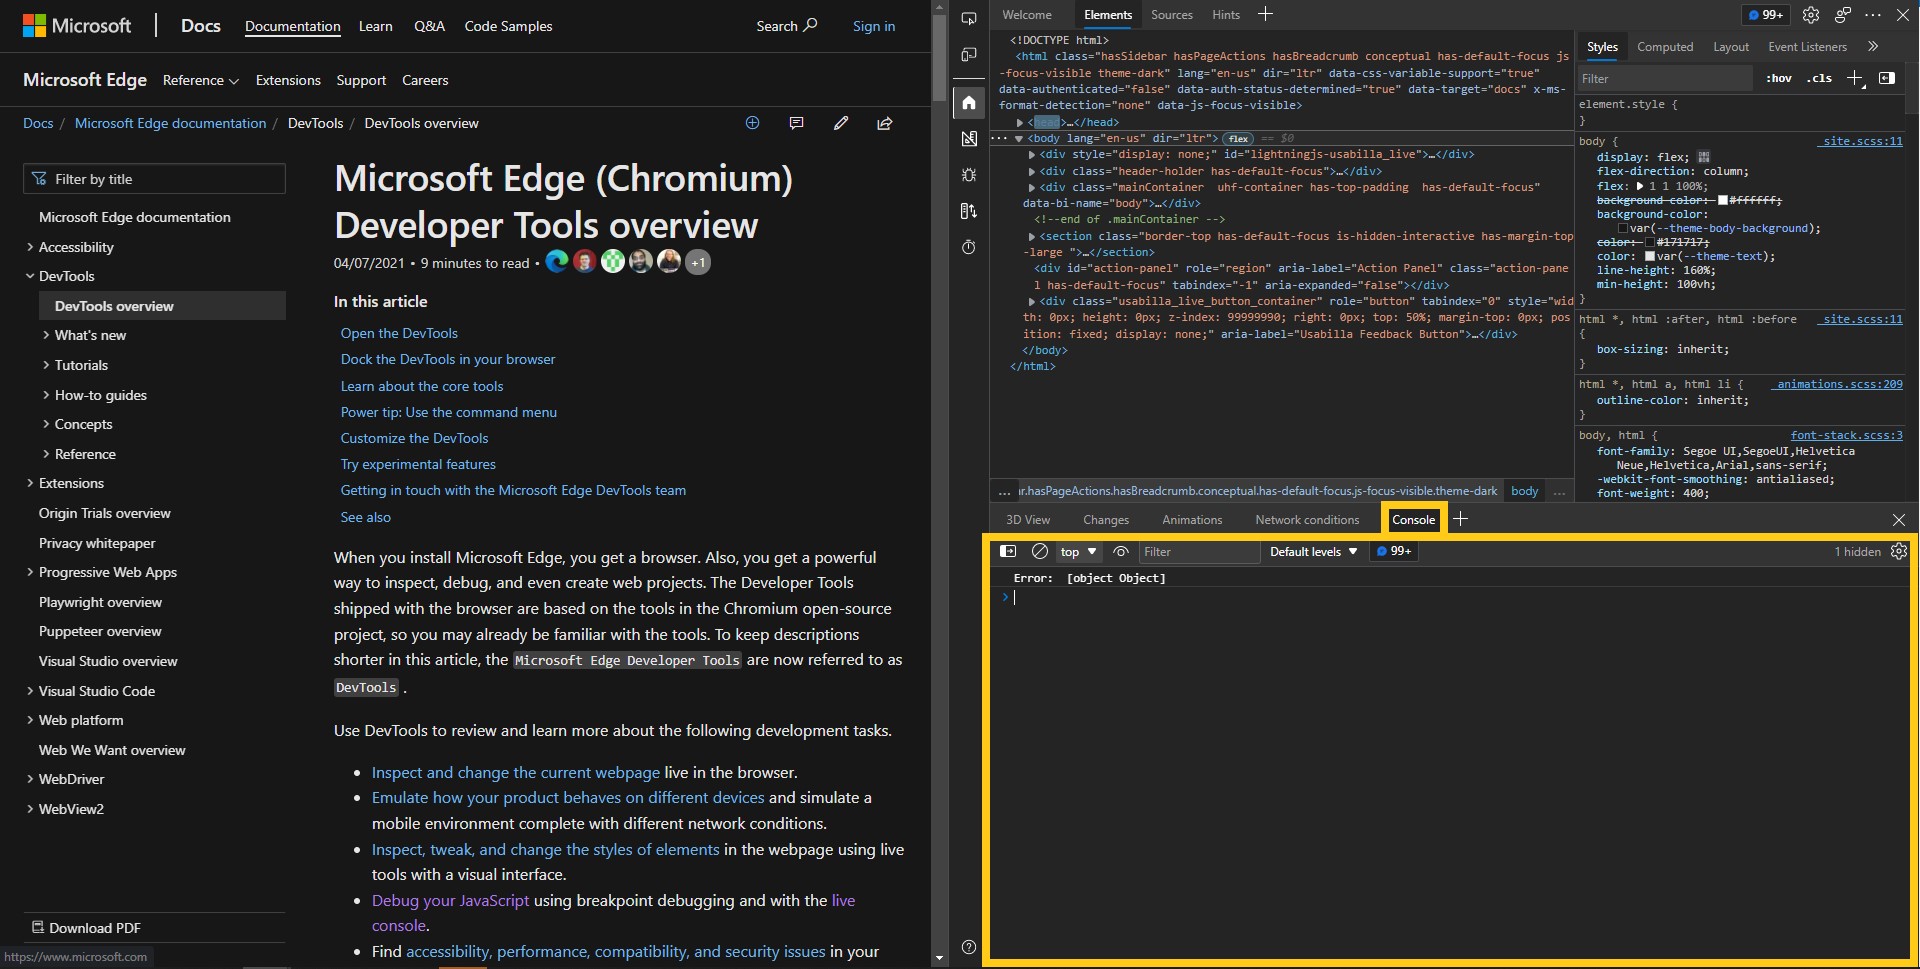 Microsoft
Docs
Documentation
Learn
Q&A
Code Samples
Search
Sign in
Microsoft Edge
Reference
Extensions
Support
Careers
Docs / Microsoft Edge documentation / DevTools / DevTools overview
Filter by title
Microsoft Edge documentation
Accessibility
DevTools
DevTools overview
What's new
Tutorials
How-to guides
Concepts
Reference
Extensions
Origin Trials overview
Privacy whitepaper
Progressive Web Apps
Playwright overview
Puppeteer overview
Visual Studio overview
Visual Studio Code
Web platform
Web We Want overview
WebDriver
WebView2
Download PDF
https://www.microsoft.com
Microsoft Edge (Chromium)
Developer Tools overview
04/07/2021 • 9 minutes to read •
+1
In this article
Open the DevTools
Dock the DevTools in your browser
Learn about the core tools
Power tip: Use the command menu
Customize the DevTools
Try experimental features
Getting in touch with the Microsoft Edge DevTools team
See also
When you install Microsoft Edge, you get a browser. Also, you get a powerful
way to inspect, debug, and even create web projects. The Developer Tools
shipped with the browser are based on the tools in the Chromium open-source
project, so you may already be familiar with the tools. To keep descriptions
shorter in this article, the Microsoft Edge Developer Tools are now referred to as
DevTools .
Use DevTools to review and learn more about the following development tasks.
• Inspect and change the current webpage live in the browser.
• Emulate how your product behaves on different devices and simulate a
mobile environment complete with different network conditions.
• Inspect, tweak, and change the styles of elements in the webpage using live
tools with a visual interface.
• Debug your JavaScript using breakpoint debugging and with the live
console.
• Find accessibility, performance, compatibility, and security issues in your
Welcome
Elements
Sources
Hints
99+
<!DOCTYPE html>
<html class="hasSidebar hasPageActions hasBreadcrumb conceptual has-default-focus js
-focus-visible theme-dark" lang="en-us" dir="ltr" data-css-variable-support="true"
data-authenticated="false" data-auth-status-determined="true" data-target="docs" x-ms-
format-detection="none" data-js-focus-visible>
<head>…</head>
<body lang="en-us" dir="ltr"> flex == $0
<div style="display: none;" id="lightningjs-usabilla_live">…</div>
<div class="header-holder has-default-focus">…</div>
<div class="mainContainer  uhf-container has-top-padding  has-default-focus"
data-bi-name="body">…</div>
<!--end of .mainContainer -->
<section class="border-top has-default-focus is-hidden-interactive has-margin-top
-large ">…</section>
<div id="action-panel" role="region" aria-label="Action Panel" class="action-pane
l has-default-focus" tabindex="-1" aria-expanded="false"></div>
<div class="usabilla_live_button_container" role="button" tabindex="0" style="wid
th: 0px; height: 0px; z-index: 99999990; right: 0px; top: 50%; margin-top: 0px; pos
ition: fixed; display: none;" aria-label="Usabilla Feedback Button">…</div>
</body>
</html>
… ar.hasPageActions.hasBreadcrumb.conceptual.has-default-focus.js-focus-visible.theme-dark body …
Styles
Computed
Layout
Event Listeners
Filter
:hov
.cls
element.style {
}
body {
_site.scss:11
display: flex;
flex-direction: column;
flex: 1 1 100%;
background-color: #ffffff;
background-color:
var(--theme-body-background);
color: #171717;
color: var(--theme-text);
line-height: 160%;
min-height: 100vh;
}
html *, html :after, html :before
_site.scss:11
{
box-sizing: inherit;
}
html *, html a, html li {
_animations.scss:209
outline-color: inherit;
}
body, html {
font-stack.scss:3
font-family: Segoe UI,SegoeUI,Helvetica
Neue,Helvetica,Arial,sans-serif;
-webkit-font-smoothing: antialiased;
font-weight: 400;
3D View
Changes
Animations
Network conditions
Console
top
Filter
Default levels
99+
1 hidden
Error:  [object Object]